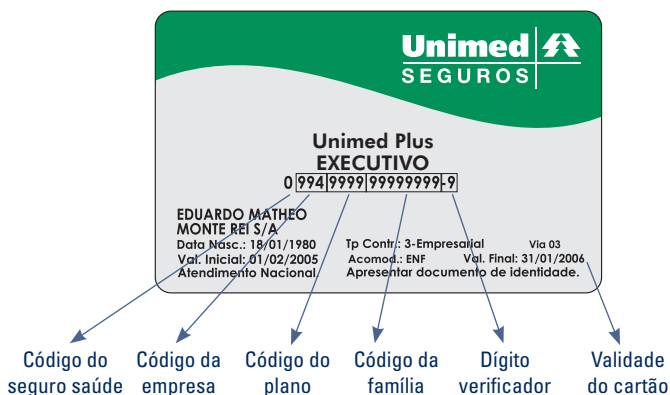 Unimed
SEGUROS
Unimed Plus
EXECUTIVO
0 994 9999 99999999-9
EDUARDO MATHEO
MONTE REI S/A
Data Nasc.: 18/01/1980 Tp Contr.: 3-Empresarial Via 03
Val. Inicial: 01/02/2005 Acomod.: ENF Val. Final: 31/01/2006
Atendimento Nacional Apresentar documento de identidade.
Código do seguro saúde
Código da empresa
Código do plano
Código da família
Dígito verificador
Validade do cartão